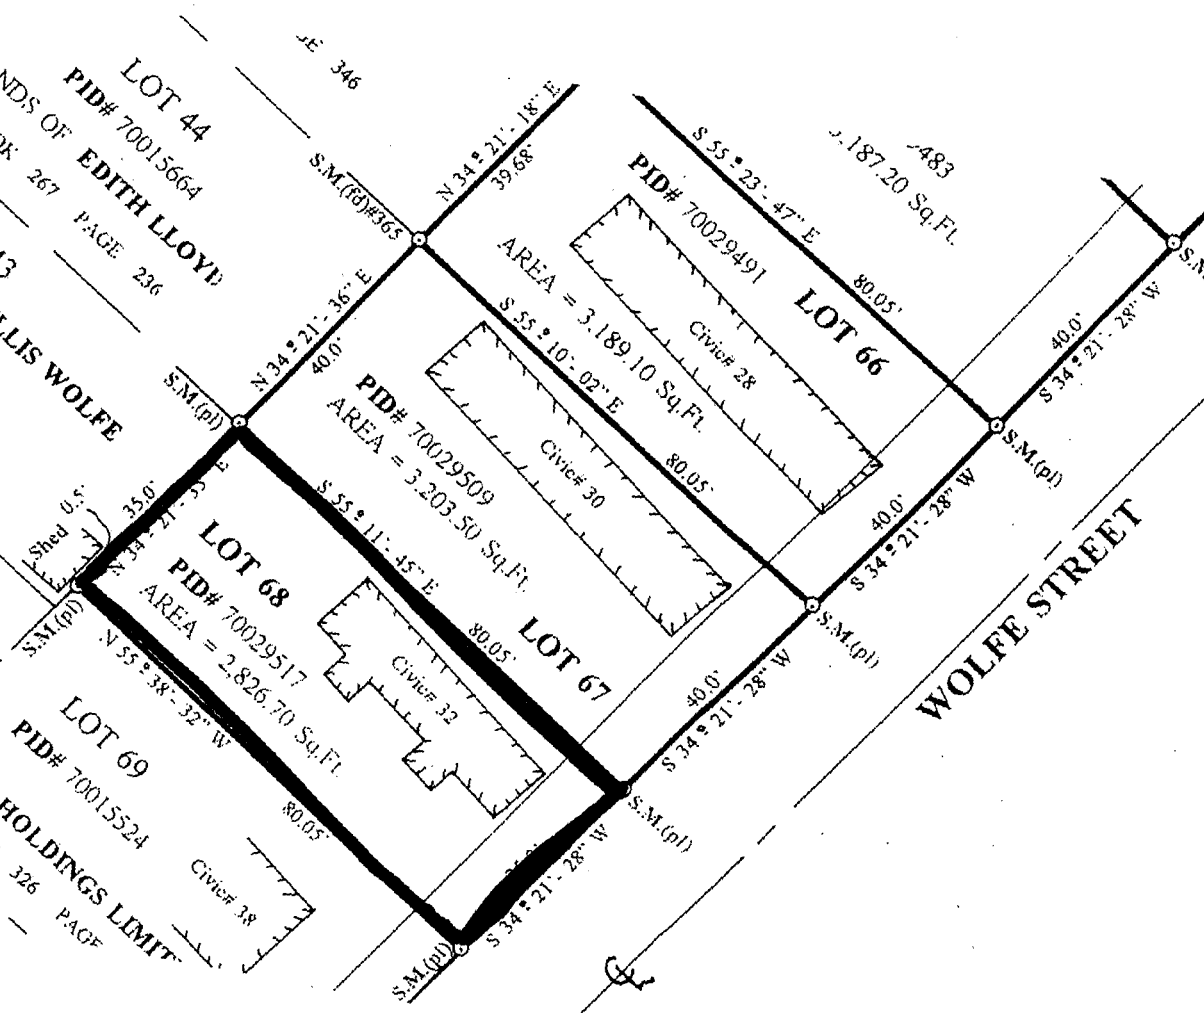 346
LOT 44
PID# 70015664
OF EDITH LLOYD
267 PAGE 236
WOLFE
S.M.(fd)#365
N 34° 21'- 18" E
39.68'
S 55° 23'- 47" E
80.05'
187.20 Sq.Ft.
PID# 70029491
AREA = 3,189.10 Sq.Ft.
LOT 66
Civic# 28
N 34° 21'- 36" E
40.0'
S 55° 10'- 02" E
80.05'
S.M.(pl)
PID# 70029509
AREA = 3,203.50 Sq.Ft.
Civic# 30
LOT 67
40.0'
S 34° 21'- 28" W
S.M.(pl)
40.0'
S 34° 21'- 28" W
S.M.(pl)
40.0'
S 34° 21'- 28" W
S.M.(pl)
WOLFE STREET
35.0'
0.5'
Shed
S.M.(pl)
LOT 68
PID# 70029517
AREA = 2,826.70 Sq.Ft.
Civic# 32
S 55° 11'- 45" E
80.05'
N 55° 38'- 32" W
80.05'
S 34° 21'- 28" W
S.M.(pl)
LOT 69
PID# 70015524
HOLDINGS
326 PAGE
Civic# 38